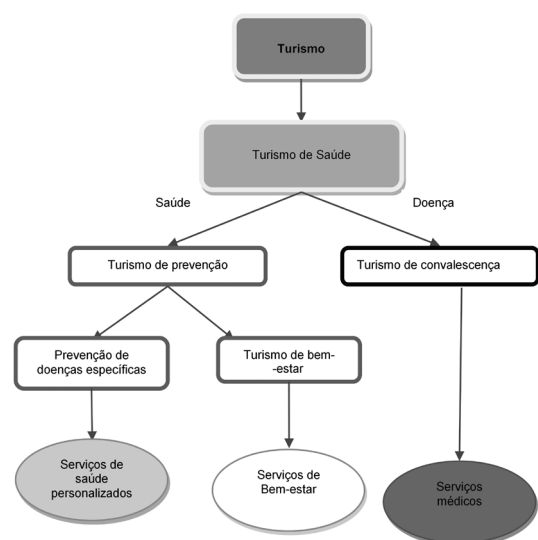 Turismo
Turismo de Saúde
Saúde
Doença
Turismo de prevenção
Turismo de convalescença
Prevenção de
doenças específicas
Turismo de bem-
-estar
Serviços de
saúde
personalizados
Serviços de
Bem-estar
Serviços
médicos